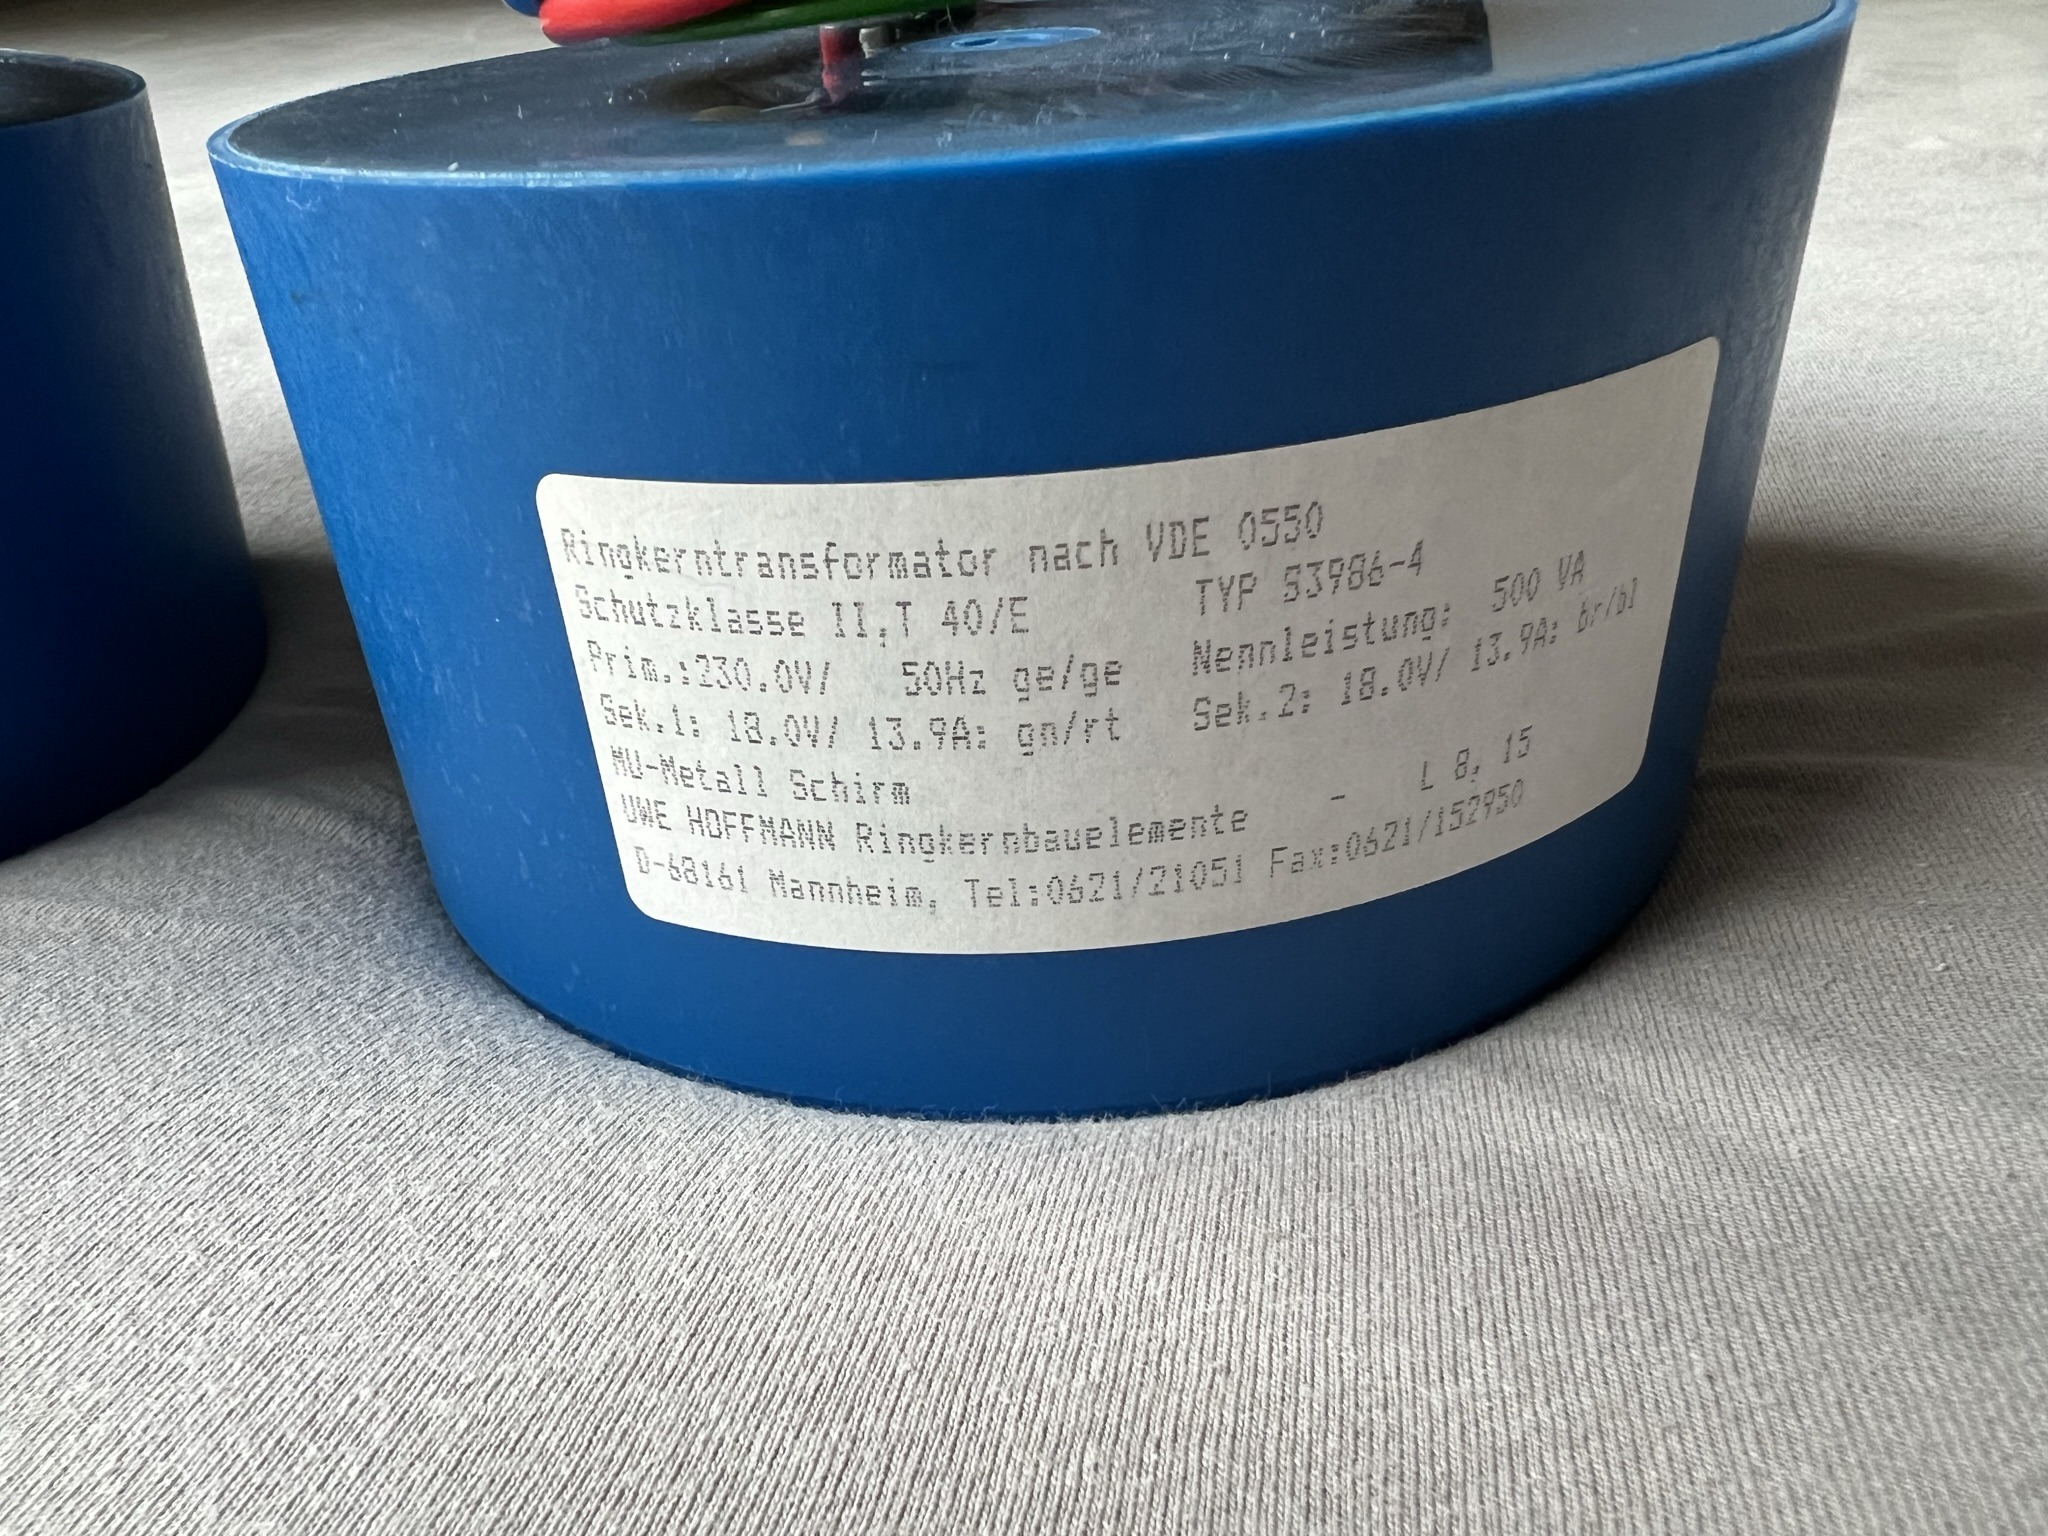 Ringkerntransformator nach VDE 0550
Schutzklasse II,T 40/E TYP S3986-4
Prim.:230.0V/ 50Hz ge/ge Nennleistung: 500 VA
Sek.1: 18.0V/ 13.9A: gn/rt Sek.2: 18.0V/ 13.9A: br/bl
MU-Metall Schirm
UWE HOFFMANN Ringkernbauelemente - L 8, 15
D-68161 Mannheim, Tel:0621/21051 Fax:0621/152950